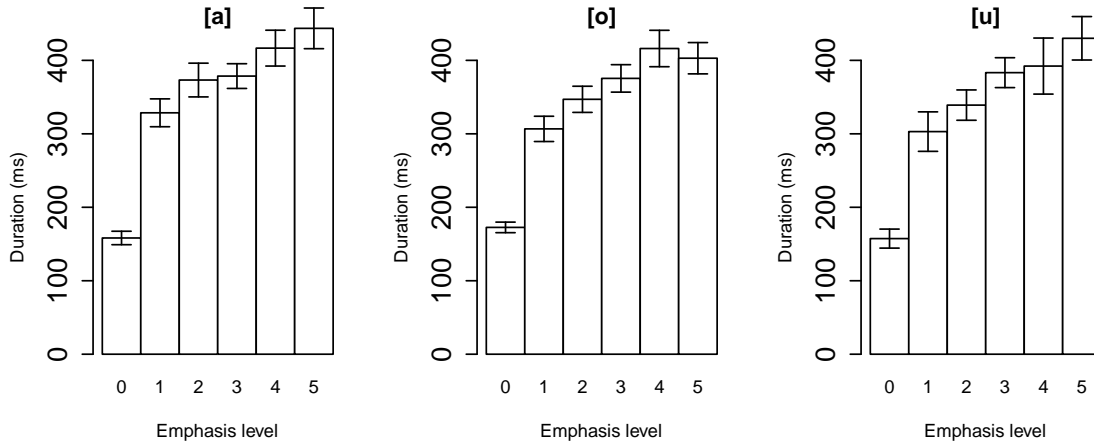 [a]
Duration (ms)
0 100 200 300 400
0 1 2 3 4 5
Emphasis level
[o]
Duration (ms)
0 100 200 300 400
0 1 2 3 4 5
Emphasis level
[u]
Duration (ms)
0 100 200 300 400
0 1 2 3 4 5
Emphasis level